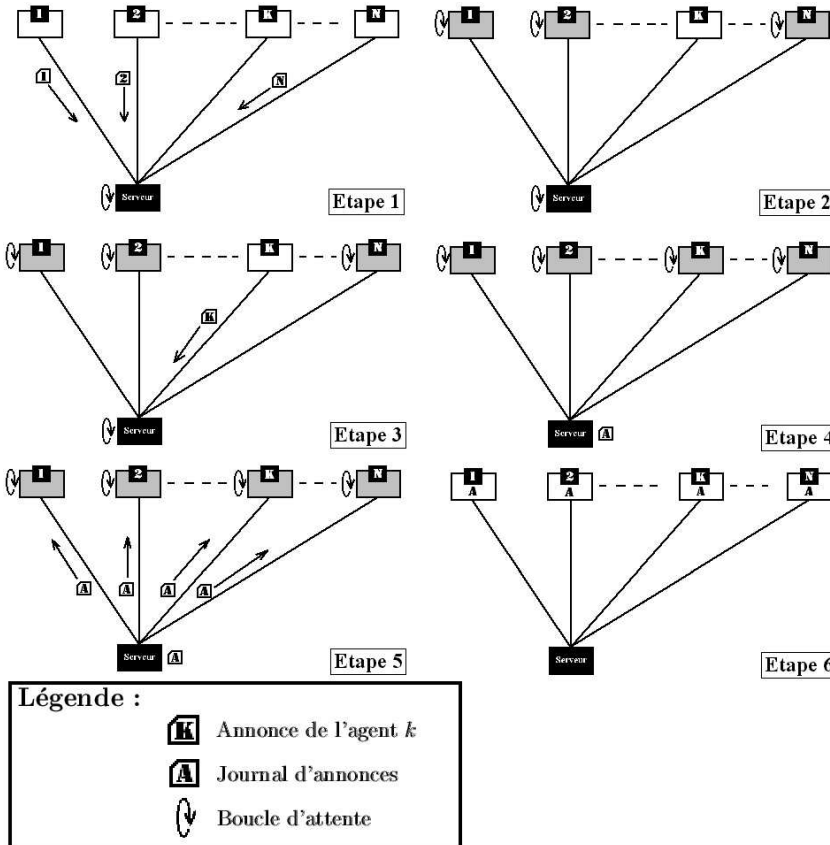 1 2 K N
1 2 N
Serveur
Etape 1
1 2 K N
Serveur
Etape 2
1 2 K N
K
Serveur
Etape 3
1 2 K N
Serveur A
Etape 4
1 2 K N
A A A A
Serveur A
Etape 5
1 2 K N
A A A A
Serveur
Etape 6
Légende :
K Annonce de l'agent k
A Journal d'annonces
Boucle d'attente